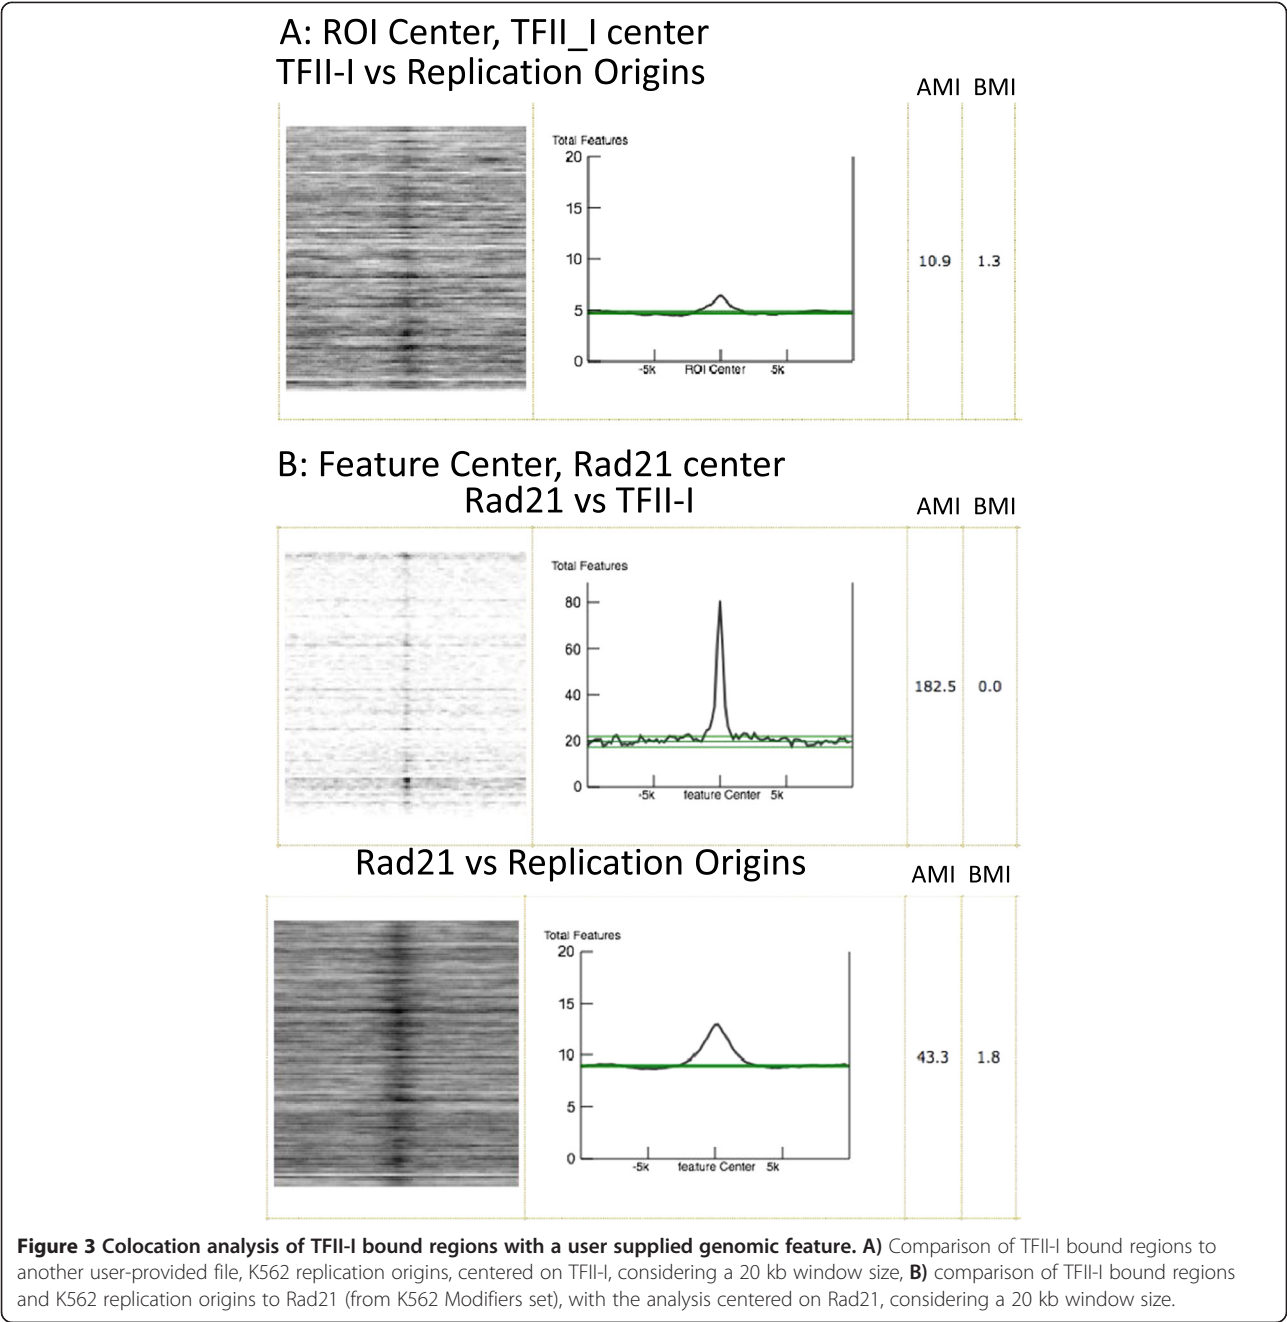 A: ROI Center, TFII_I center
TFII-I vs Replication Origins
AMI BMI
Total Features
20
15
10
5
0
-5k ROI Center 5k
10.9 1.3
B: Feature Center, Rad21 center
Rad21 vs TFII-I
AMI BMI
Total Features
80
60
40
20
0
-5k feature Center 5k
182.5 0.0
Rad21 vs Replication Origins
AMI BMI
Total Features
20
15
10
5
0
-5k feature Center 5k
43.3 1.8
Figure 3 Colocation analysis of TFII-I bound regions with a user supplied genomic feature. A) Comparison of TFII-I bound regions to
another user-provided file, K562 replication origins, centered on TFII-I, considering a 20 kb window size, B) comparison of TFII-I bound regions
and K562 replication origins to Rad21 (from K562 Modifiers set), with the analysis centered on Rad21, considering a 20 kb window size.